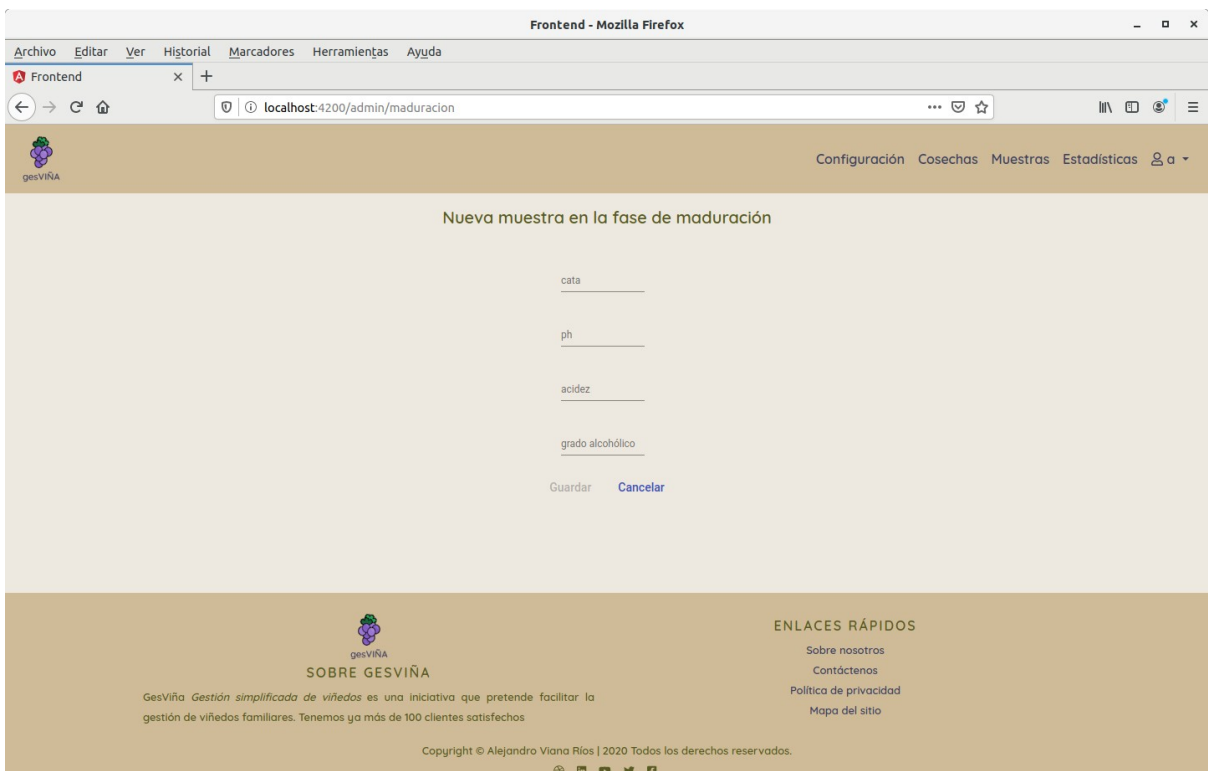 Frontend - Mozilla Firefox
Archivo Editar Ver Historial Marcadores Herramientas Ayuda
Frontend
localhost:4200/admin/maduracion
gesVIÑA
Configuración Cosechas Muestras Estadísticas a
Nueva muestra en la fase de maduración
cata
ph
acidez
grado alcohólico
Guardar Cancelar
gesVIÑA
SOBRE GESVIÑA
GesViña Gestión simplificada de viñedos es una iniciativa que pretende facilitar la
gestión de viñedos familiares. Tenemos ya más de 100 clientes satisfechos
ENLACES RÁPIDOS
Sobre nosotros
Contáctenos
Política de privacidad
Mapa del sitio
Copyright © Alejandro Viana Ríos | 2020 Todos los derechos reservados.